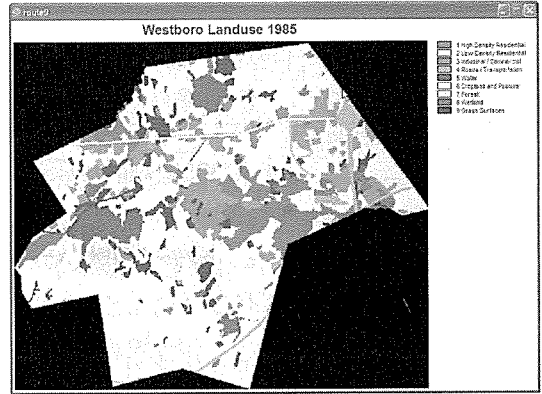 route9
Westboro Landuse 1985
1 High Density Residential
2 Low Density Residential
3 Industrial / Commercial
4 Roads / Transportation
5 Water
6 Cropland and Pasture
7 Forest
8 Wetland
9 Grass Surfaces